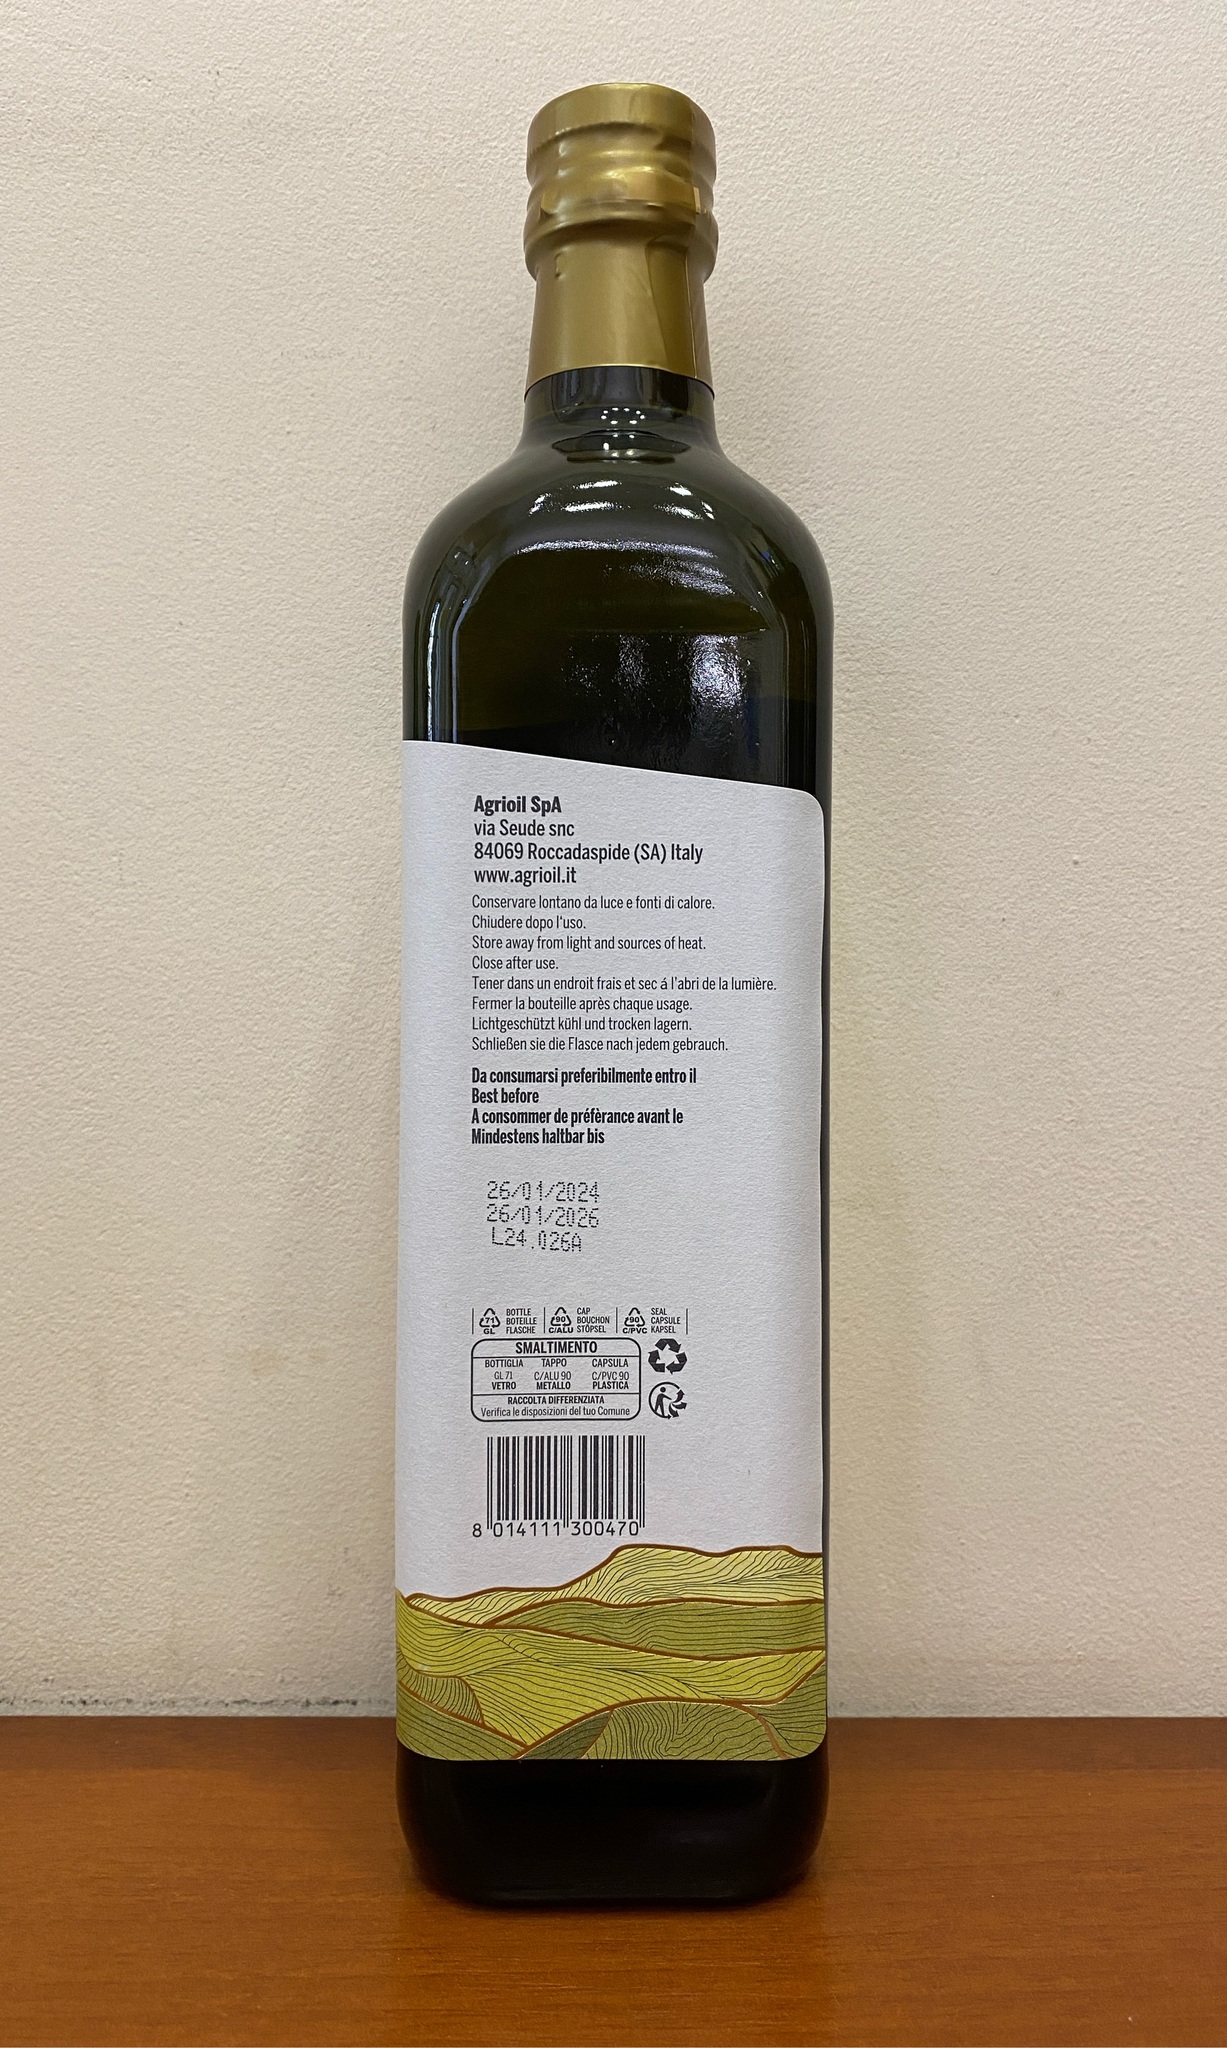 Agrioil SpA
via Seude snc
84069 Roccadaspide (SA) Italy
www.agrioil.it
Conservare lontano da luce e fonti di calore.
Chiudere dopo l'uso.
Store away from light and sources of heat.
Close after use.
Tener dans un endroit frais et sec á l'abri de la lumière.
Fermer la bouteille après chaque usage.
Lichtgeschützt kühl und trocken lagern.
Schließen sie die Flasce nach jedem gebrauch.
Da consumarsi preferibilmente entro il
Best before
A consommer de préfèrance avant le
Mindestens haltbar bis
26/01/2024
26/01/2026
L24.026A
71 GL BOTTLE BOTEILLE FLASCHE
90 C/ALU CAP BOUCHON STÖPSEL
90 C/PVC SEAL CAPSULE KAPSEL
SMALTIMENTO
BOTTIGLIA TAPPO CAPSULA
GL 71 C/ALU 90 C/PVC 90
VETRO METALLO PLASTICA
RACCOLTA DIFFERENZIATA
Verifica le disposizioni del tuo Comune
8 014111 300470